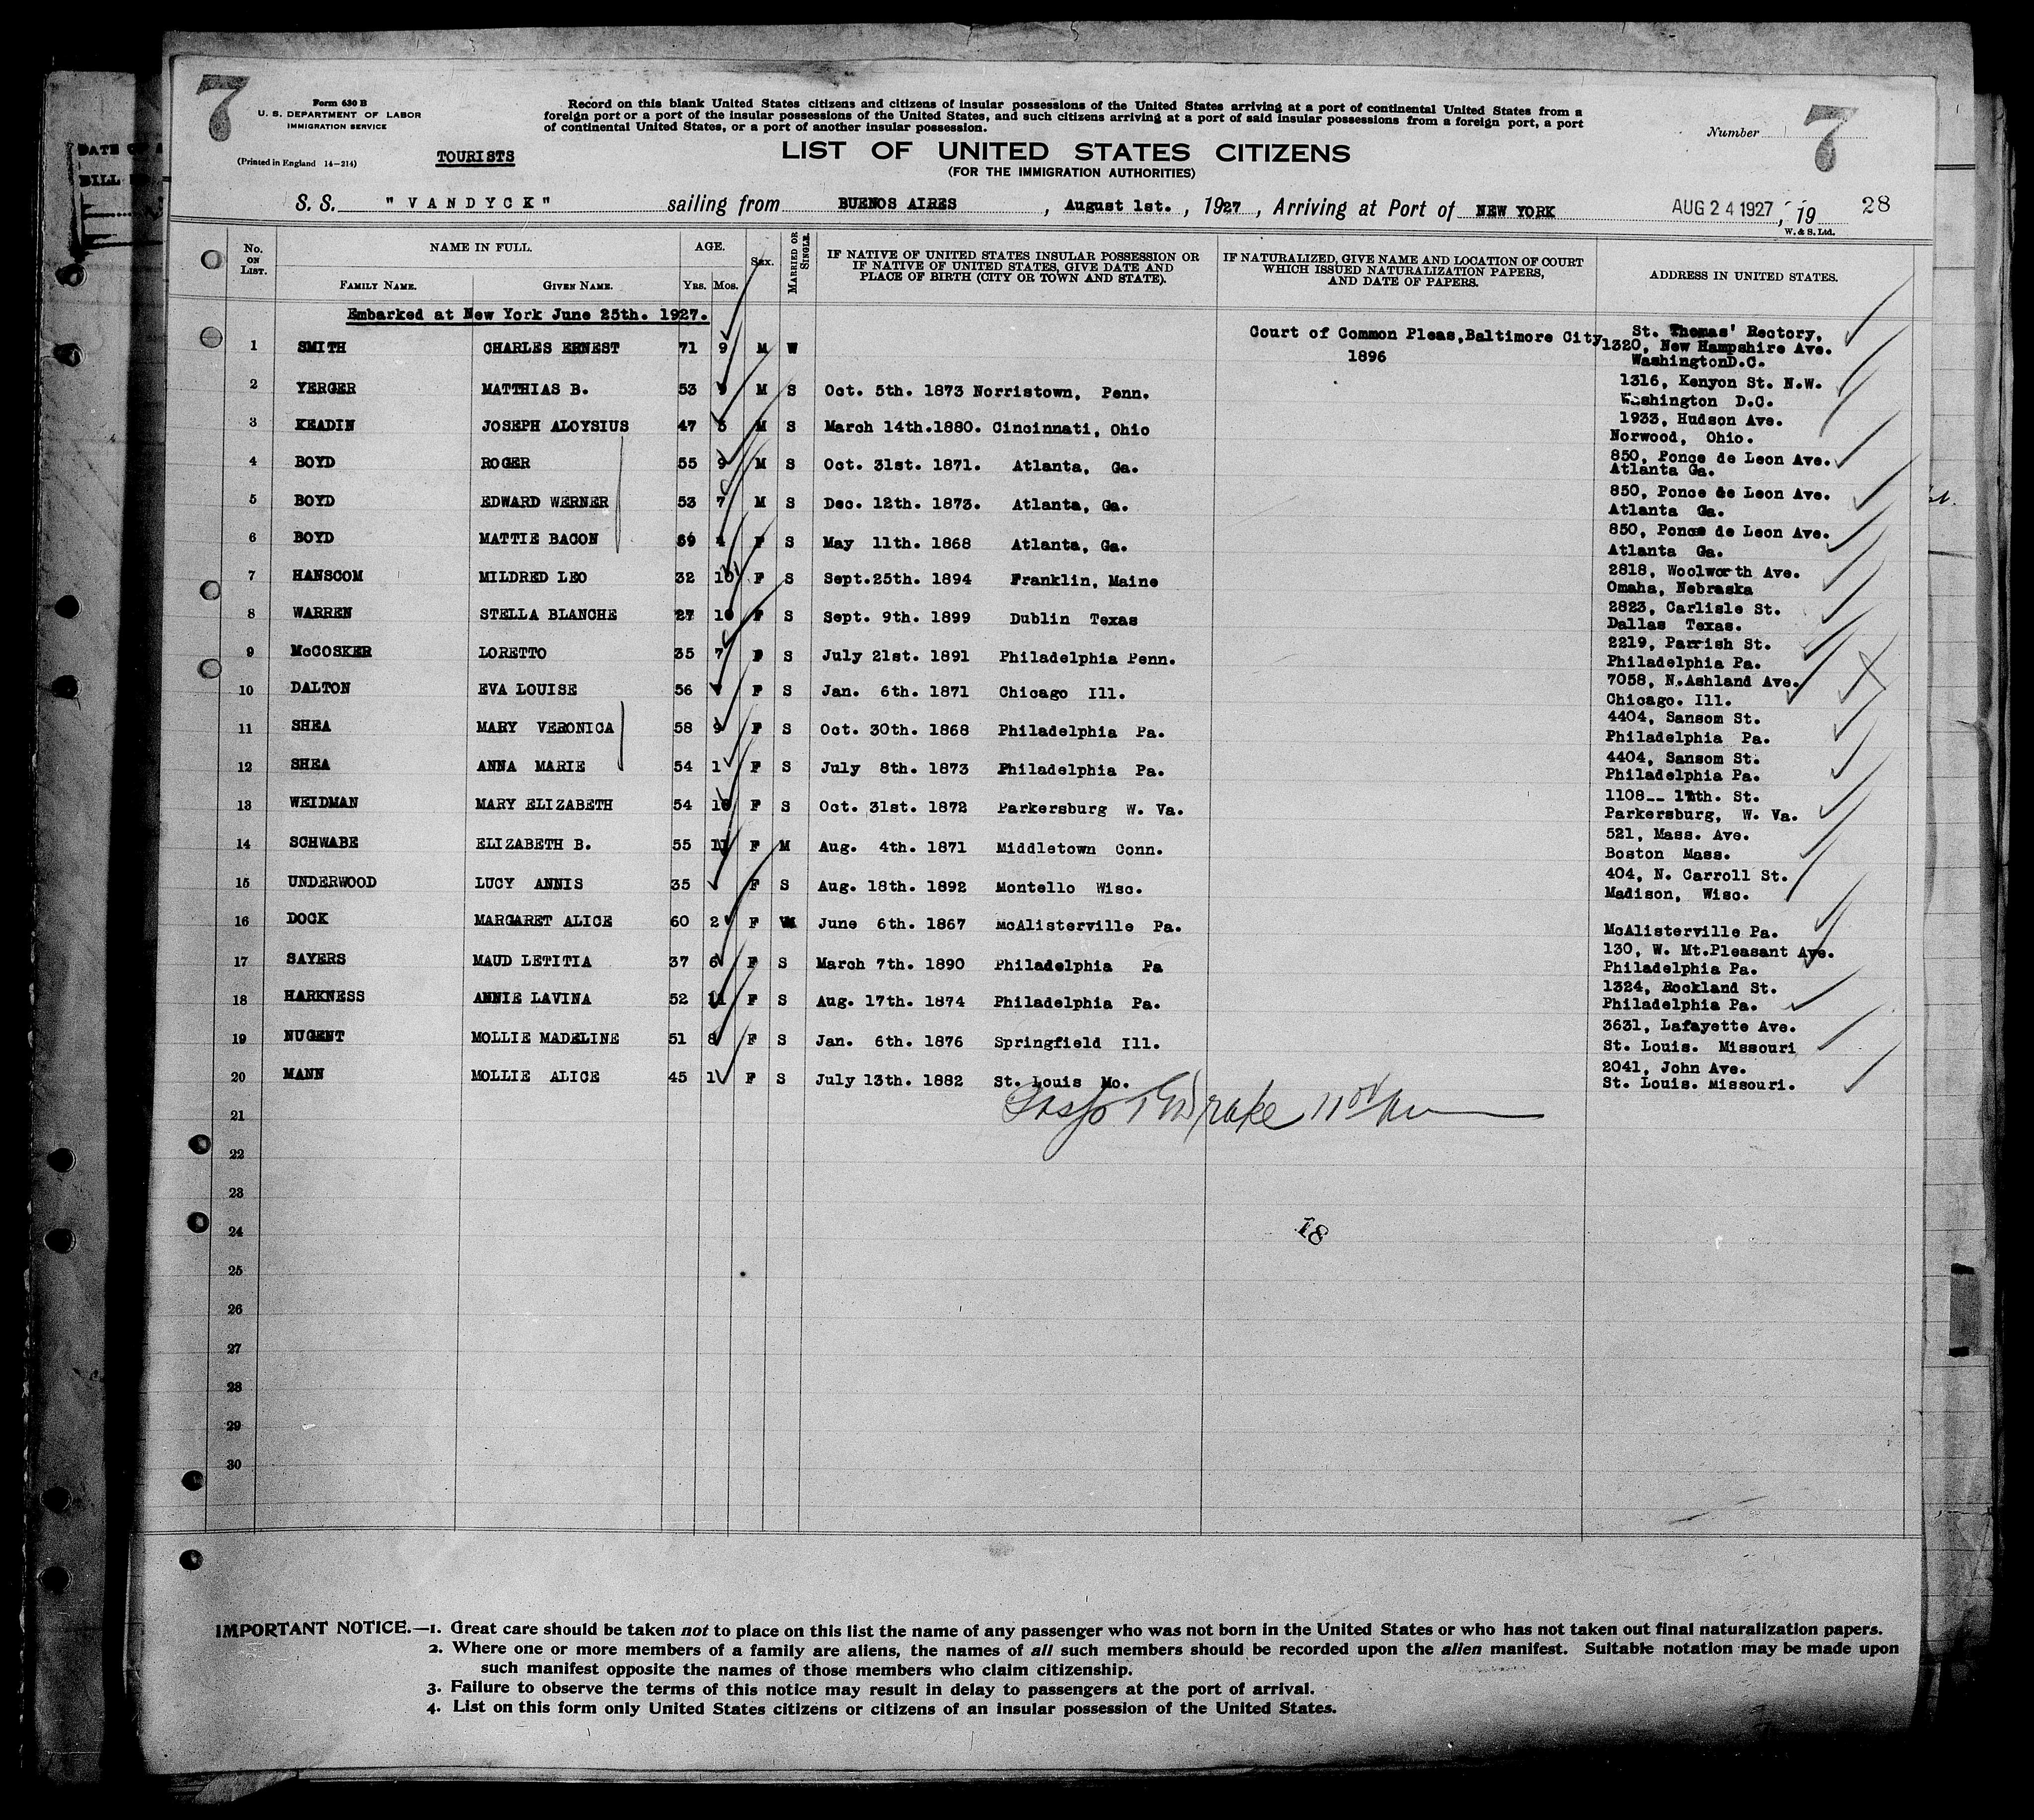 7
Form 630 B
U. S. DEPARTMENT OF LABOR
IMMIGRATION SERVICE
(Printed in England 14-214)
TOURISTS
Record on this blank United States citizens and citizens of insular possessions of the United States arriving at a port of continental United States from a
foreign port or a port of the insular possessions of the United States, and such citizens arriving at a port of said insular possessions from a foreign port, a port
of continental United States, or a port of another insular possession.
LIST OF UNITED STATES CITIZENS
(FOR THE IMMIGRATION AUTHORITIES)
Number 7
S. S. "VANDYCK" sailing from BUENOS AIRES, August 1st., 1927, Arriving at Port of NEW YORK AUG 24 1927, 19 28
W. & S. Ltd.
No. ON LIST.
NAME IN FULL.
FAMILY NAME. GIVEN NAME.
AGE.
Yrs. Mos.
Sex.
MARRIED OR SINGLE.
IF NATIVE OF UNITED STATES INSULAR POSSESSION OR
IF NATIVE OF UNITED STATES, GIVE DATE AND
PLACE OF BIRTH (CITY OR TOWN AND STATE).
IF NATURALIZED, GIVE NAME AND LOCATION OF COURT
WHICH ISSUED NATURALIZATION PAPERS,
AND DATE OF PAPERS.
ADDRESS IN UNITED STATES.
Embarked at New York June 25th. 1927.
1 SMITH CHARLES ERNEST 71 9 M W Court of Common Pleas,Baltimore City 1896 St. Thomas' Rectory, 1320, New Hampshire Ave. WashingtonD.C.
2 YERGER MATTHIAS B. 53 M S Oct. 5th. 1873 Norristown, Penn. 1316, Kenyon St. N.W. Washington D.C.
3 KEADIN JOSEPH ALOYSIUS 47 5 M S March 14th.1880. Cincinnati, Ohio 1933, Hudson Ave. Norwood, Ohio.
4 BOYD ROGER 55 9 M S Oct. 31st. 1871. Atlanta, Ga. 850, Ponce de Leon Ave. Atlanta Ga.
5 BOYD EDWARD WERNER 53 7 M S Dec. 12th. 1873. Atlanta, Ga. 850, Ponce de Leon Ave. Atlanta Ga.
6 BOYD MATTIE BACON 59 F S May 11th. 1868 Atlanta, Ga. 850, Ponce de Leon Ave. Atlanta Ga.
7 HANSCOM MILDRED LEO 32 10 F S Sept.25th. 1894 Franklin, Maine 2818, Woolworth Ave. Omaha, Nebraska
8 WARREN STELLA BLANCHE 27 F S Sept. 9th. 1899 Dublin Texas 2823, Carlisle St. Dallas Texas.
9 McCOSKER LORETTO 35 7 S July 21st. 1891 Philadelphia Penn. 2219, Parrish St. Philadelphia Pa.
10 DALTON EVA LOUISE 56 F S Jan. 6th. 1871 Chicago Ill. 7058, N.Ashland Ave. Chicago. Ill.
11 SHEA MARY VERONICA 58 9 F S Oct. 30th. 1868 Philadelphia Pa. 4404, Sansom St. Philadelphia Pa.
12 SHEA ANNA MARIE 54 1 F S July 8th. 1873 Philadelphia Pa. 4404, Sansom St. Philadelphia Pa.
13 WEIDMAN MARY ELIZABETH 54 10 F S Oct. 31st. 1872 Parkersburg W. Va. 1108-- St. Parkersburg, W. Va.
14 SCHWABE ELIZABETH B. 55 11 F M Aug. 4th. 1871 Middletown Conn. 521, Mass. Ave. Boston Mass.
15 UNDERWOOD LUCY ANNIS 35 F S Aug. 18th. 1892 Montello Wisc. 404, N. Carroll St. Madison, Wisc.
16 DOCK MARGARET ALICE 60 2 F June 6th. 1867 McAlisterville Pa. McAlisterville Pa.
17 SAYERS MAUD LETITIA 37 F S March 7th. 1890 Philadelphia Pa 130, W. Mt.Pleasant Ave. Philadelphia Pa.
18 HARKNESS ANNIE LAVINA 52 11 F S Aug. 17th. 1874 Philadelphia Pa. 1324, Rockland St. Philadelphia Pa.
19 NUGENT MOLLIE MADELINE 51 8 F S Jan. 6th. 1876 Springfield Ill. 3631, Lafayette Ave. St. Louis. Missouri
20 MANN MOLLIE ALICE 45 1 F S July 13th. 1882 St. Louis Mo. 2041, John Ave. St. Louis. Missouri.
21
22
23
24
25
26
27
28
29
30
18
IMPORTANT NOTICE.—1. Great care should be taken not to place on this list the name of any passenger who was not born in the United States or who has not taken out final naturalization papers.
2. Where one or more members of a family are aliens, the names of all such members should be recorded upon the alien manifest. Suitable notation may be made upon
such manifest opposite the names of those members who claim citizenship.
3. Failure to observe the terms of this notice may result in delay to passengers at the port of arrival.
4. List on this form only United States citizens or citizens of an insular possession of the United States.